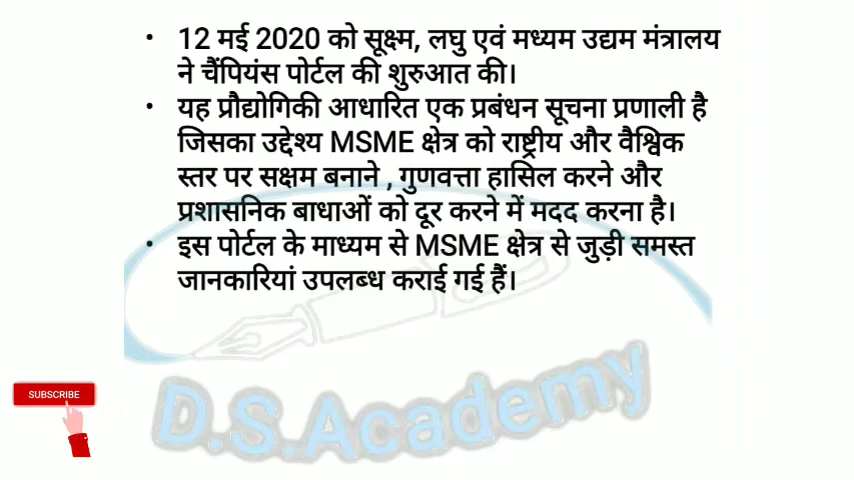 • 12 मई 2020 को सूक्ष्म, लघु एवं मध्यम उद्यम मंत्रालय
ने चैंपियंस पोर्टल की शुरुआत की।
• यह प्रौद्योगिकी आधारित एक प्रबंधन सूचना प्रणाली है
जिसका उद्देश्य MSME क्षेत्र को राष्ट्रीय और वैश्विक
स्तर पर सक्षम बनाने , गुणवत्ता हासिल करने और
प्रशासनिक बाधाओं को दूर करने में मदद करना है।
• इस पोर्टल के माध्यम से MSME क्षेत्र से जुड़ी समस्त
जानकारियां उपलब्ध कराई गई हैं।
SUBSCRIBE
D.S.Academy